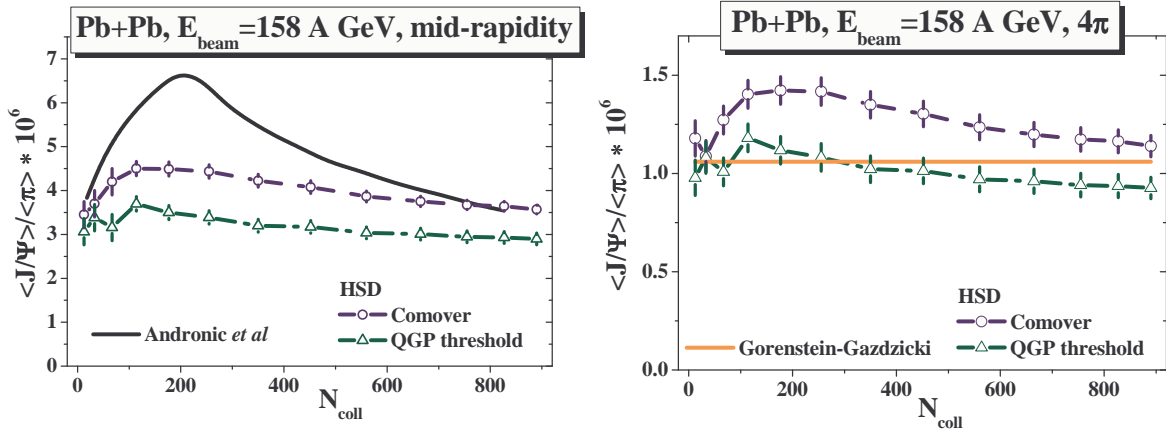 Pb+Pb, E_beam=158 A GeV, mid-rapidity
7
6
5
4
3
2
1
0
<J/Ψ>/<π> * 10^6
HSD
Comover
QGP threshold
Andronic et al
0
200
400
600
800
N_coll
Pb+Pb, E_beam=158 A GeV, 4π
1.5
1.0
0.5
0.0
<J/Ψ>/<π> * 10^6
HSD
Comover
QGP threshold
Gorenstein-Gazdzicki
0
200
400
600
800
N_coll